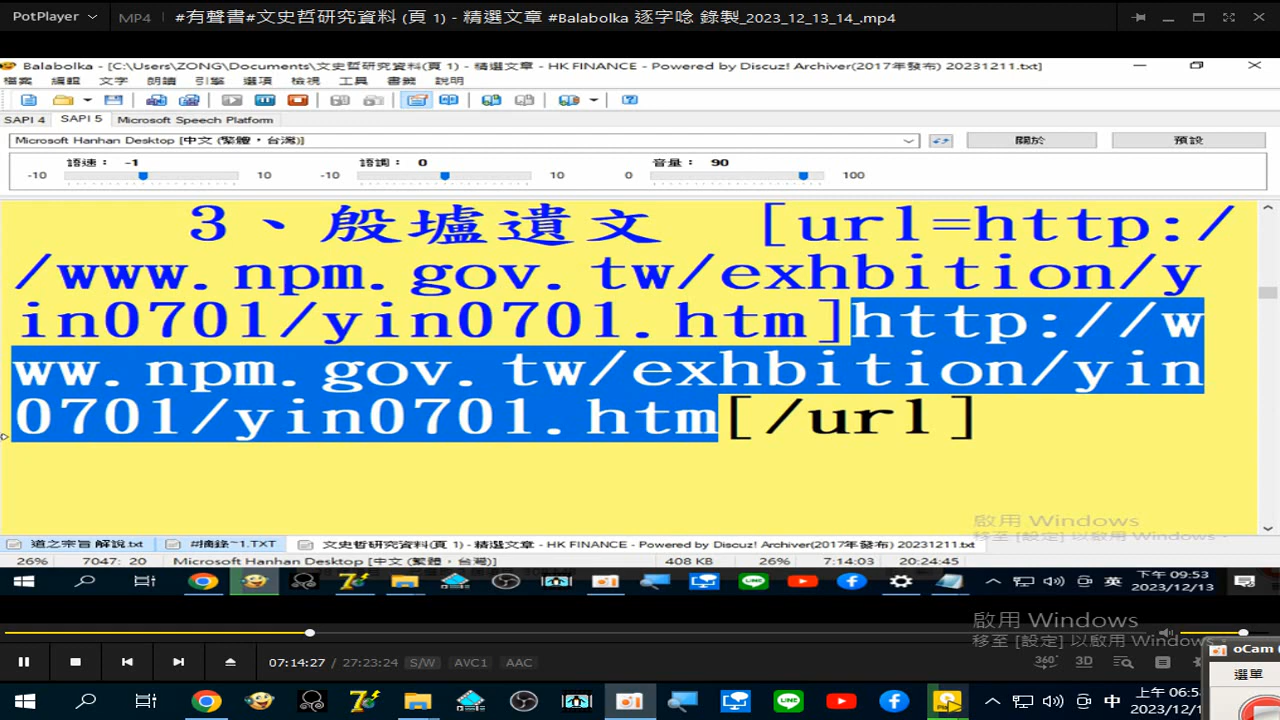 PotPlayer MP4 #有聲書#文史哲研究資料 (頁 1) - 精選文章 #Balabolka 逐字唸 錄製_2023_12_13_14_.mp4
Balabolka - [C:\Users\ZONG\Documents\文史哲研究資料(頁 1) - 精選文章 - HK FINANCE - Powered by Discuz! Archiver(2017年發布) 20231211.txt]
檔案 編輯 文字 朗讀 引擎 選項 檢視 工具 書籤 說明
SAPI 4 SAPI 5 Microsoft Speech Platform
Microsoft Hanhan Desktop [中文 (繁體，台灣)] 關於 預設
語速： -1 語調： 0 音量： 90
-10 10 -10 10 0 100
3、殷墟遺文 [url=http:/
/www.npm.gov.tw/exhbition/y
in0701/yin0701.htm]http://w
ww.npm.gov.tw/exhbition/yin
0701/yin0701.htm[/url]
啟用 Windows
移至 [設定] 以啟用 Windows。
道之宗旨 解說.txt #摘錄~1.TXT 文史哲研究資料(頁 1) - 精選文章 - HK FINANCE - Powered by Discuz! Archiver(2017年發布) 20231211.txt
26% 7047: 20 Microsoft Hanhan Desktop [中文 (繁體，台灣)] 408 KB 26% 7:14:03 20:24:45
英 下午 09:53
2023/12/13
啟用 Windows
移至 [設定] 以啟用 Windows。
07:14:27 / 27:23:24 S/W AVC1 AAC 360° 3D
oCam
選單
中 上午 06:5
2023/12/1